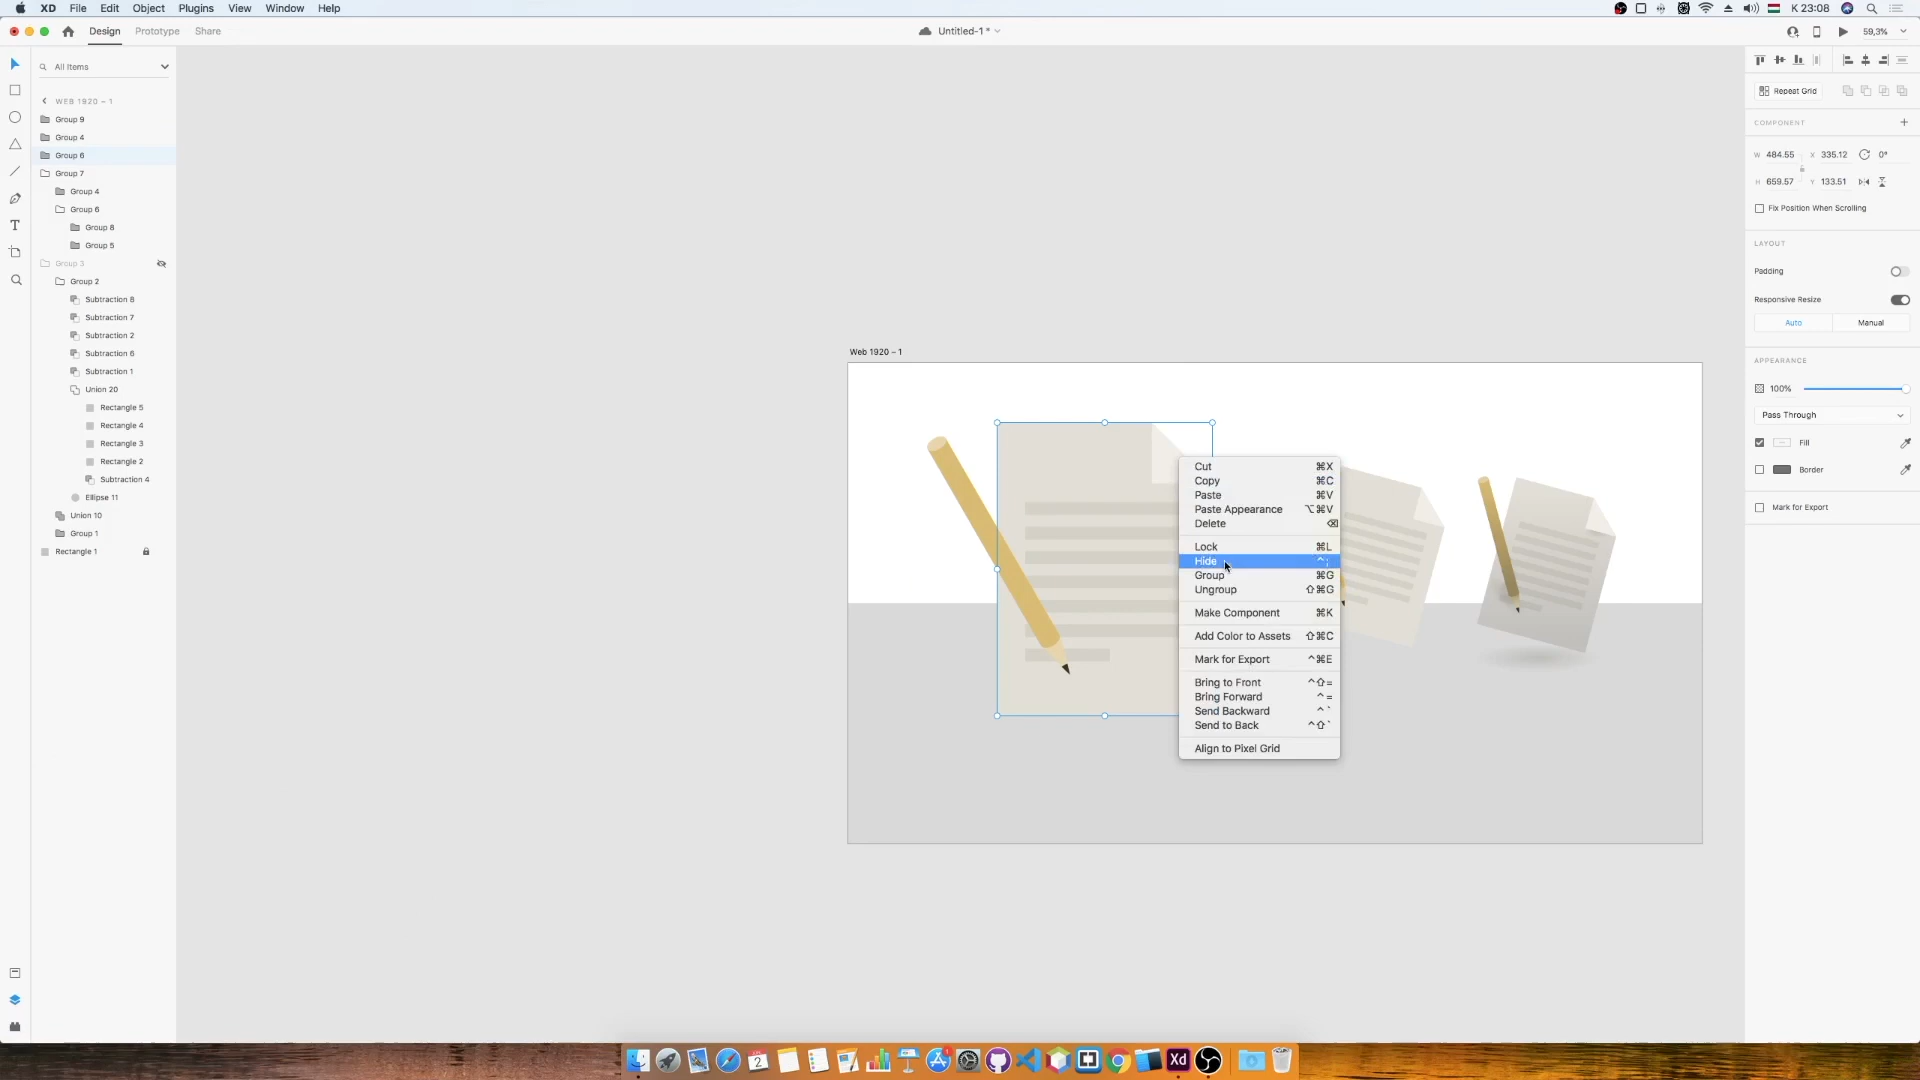 XD File Edit Object Plugins View Window Help
K 23:08
Design Prototype Share
Untitled-1 *
59,3%
All Items
WEB 1920 – 1
Group 9
Group 4
Group 6
Group 7
Group 4
Group 6
Group 8
Group 5
Group 3
Group 2
Subtraction 8
Subtraction 7
Subtraction 2
Subtraction 6
Subtraction 1
Union 20
Rectangle 5
Rectangle 4
Rectangle 3
Rectangle 2
Subtraction 4
Ellipse 11
Union 10
Group 1
Rectangle 1
Web 1920 – 1
Cut ⌘X
Copy ⌘C
Paste ⌘V
Paste Appearance ⌥⌘V
Delete ⌫
Lock ⌘L
Hide ^;
Group ⌘G
Ungroup ⇧⌘G
Make Component ⌘K
Add Color to Assets ⇧⌘C
Mark for Export ^⌘E
Bring to Front ^⇧=
Bring Forward ^=
Send Backward ^`
Send to Back ^⇧`
Align to Pixel Grid
Repeat Grid
COMPONENT
W 484.55 X 335.12 0°
H 659.57 Y 133.51
Fix Position When Scrolling
LAYOUT
Padding
Responsive Resize
Auto Manual
APPEARANCE
100%
Pass Through
Fill
Border
Mark for Export
2
Xd